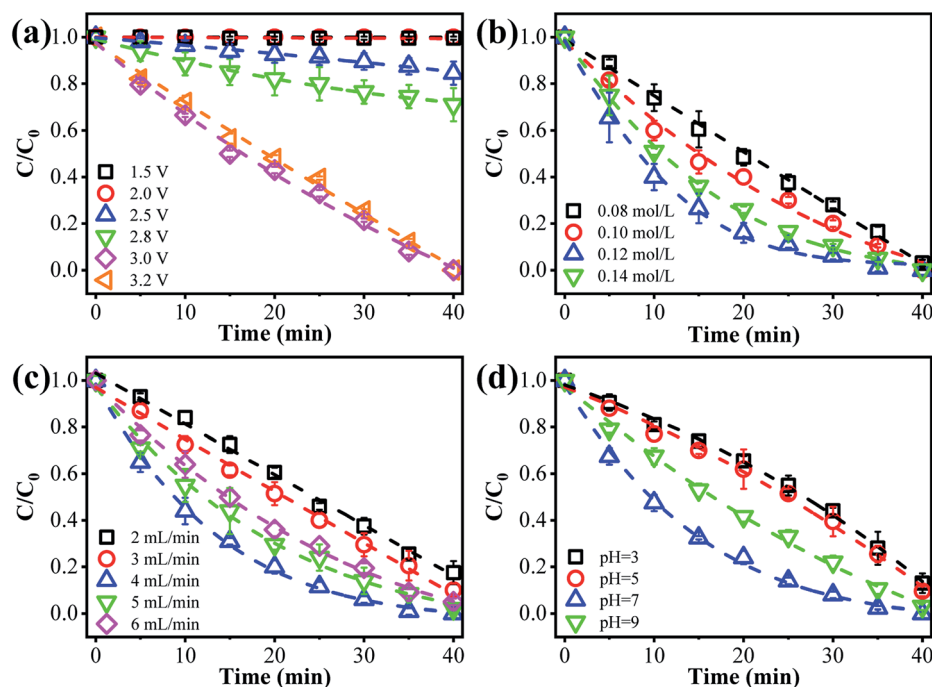 (a)
C/C0
1.0
0.8
0.6
0.4
0.2
0.0
1.5 V
2.0 V
2.5 V
2.8 V
3.0 V
3.2 V
0 10 20 30 40
Time (min)
(b)
C/C0
1.0
0.8
0.6
0.4
0.2
0.0
0.08 mol/L
0.10 mol/L
0.12 mol/L
0.14 mol/L
0 10 20 30 40
Time (min)
(c)
C/C0
1.0
0.8
0.6
0.4
0.2
0.0
2 mL/min
3 mL/min
4 mL/min
5 mL/min
6 mL/min
0 10 20 30 40
Time (min)
(d)
C/C0
1.0
0.8
0.6
0.4
0.2
0.0
pH=3
pH=5
pH=7
pH=9
0 10 20 30 40
Time (min)